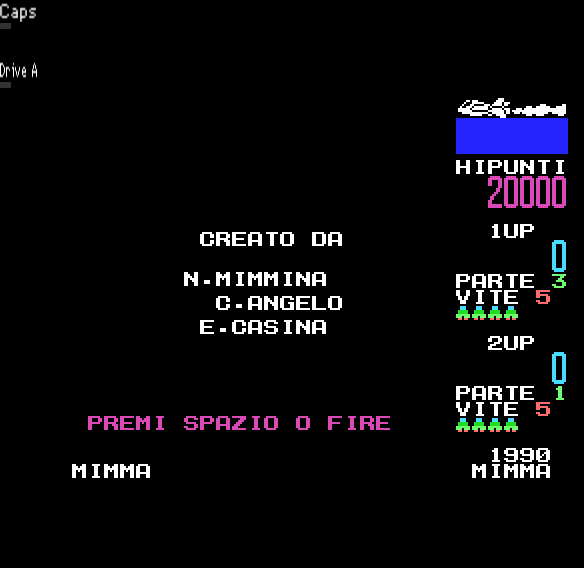 Caps
Drive A
HIPUNTI
20000
1UP
0
PARTE 3
VITE 5
2UP
0
PARTE 1
VITE 5
1990
MIMMA
CREATO DA
N.MIMMINA
C.ANGELO
E.CASINA
PREMI SPAZIO O FIRE
MIMMA